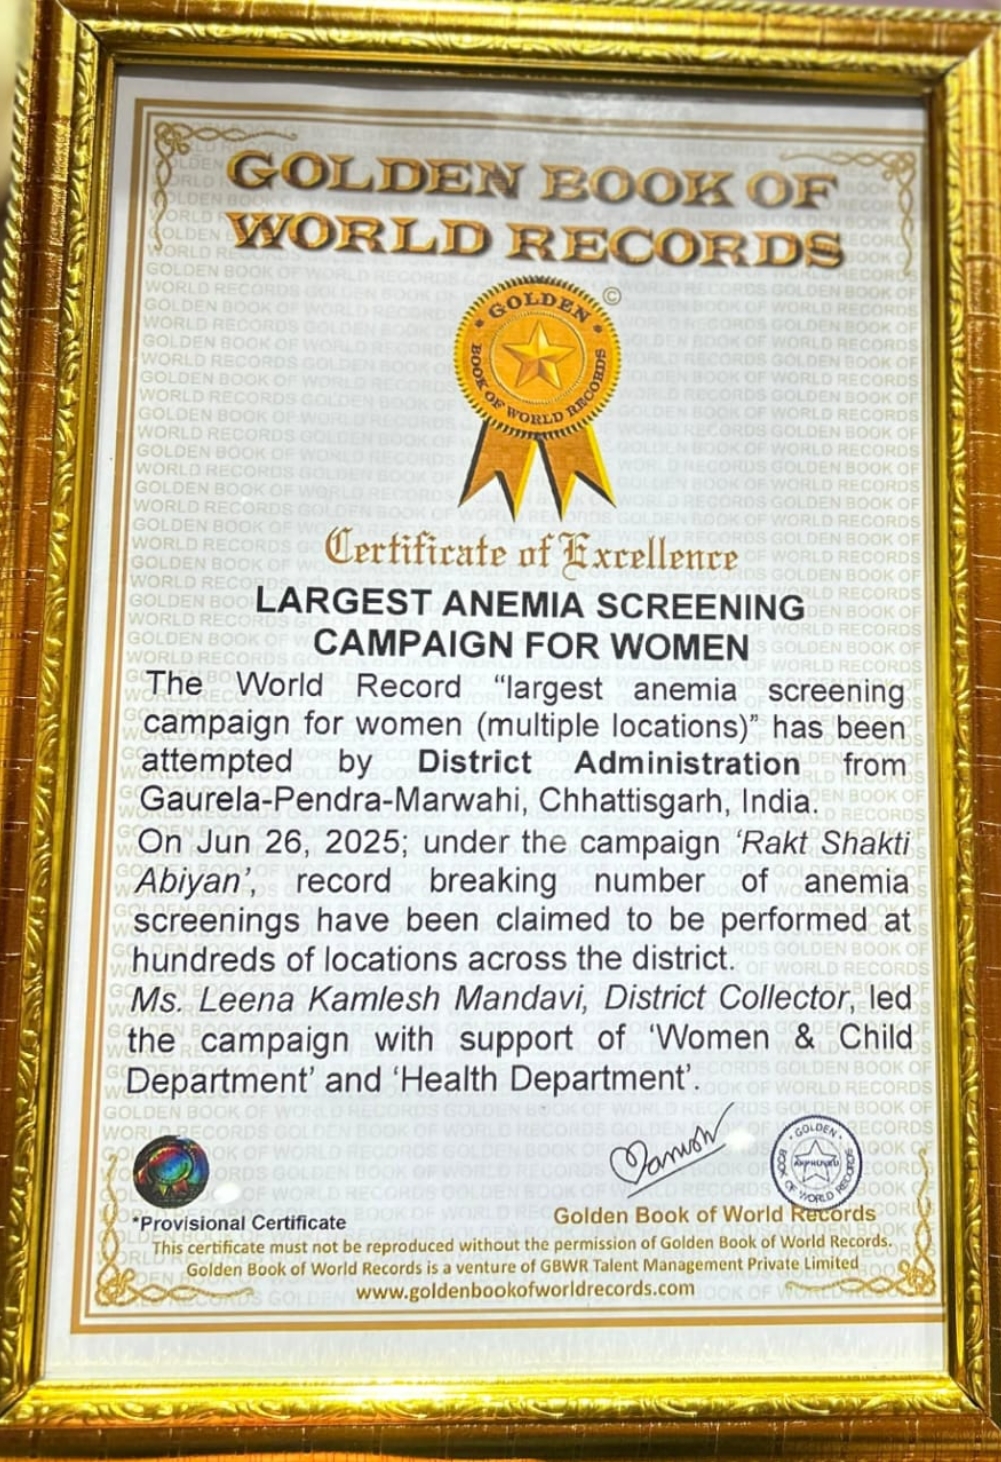 GOLDEN BOOK OF
WORLD RECORDS
©
GOLDEN
BOOK OF WORLD RECORDS
Certificate of Excellence
LARGEST ANEMIA SCREENING
CAMPAIGN FOR WOMEN
The World Record “largest anemia screening
campaign for women (multiple locations)” has been
attempted by District Administration from
Gaurela-Pendra-Marwahi, Chhattisgarh, India.
On Jun 26, 2025; under the campaign ‘Rakt Shakti
Abiyan’, record breaking number of anemia
screenings have been claimed to be performed at
hundreds of locations across the district.
Ms. Leena Kamlesh Mandavi, District Collector, led
the campaign with support of ‘Women & Child
Department’ and ‘Health Department’.
Manish
GOLDEN
BOOK OF WORLD RECORDS
*Provisional Certificate
Golden Book of World Records
This certificate must not be reproduced without the permission of Golden Book of World Records.
Golden Book of World Records is a venture of GBWR Talent Management Private Limited
www.goldenbookofworldrecords.com